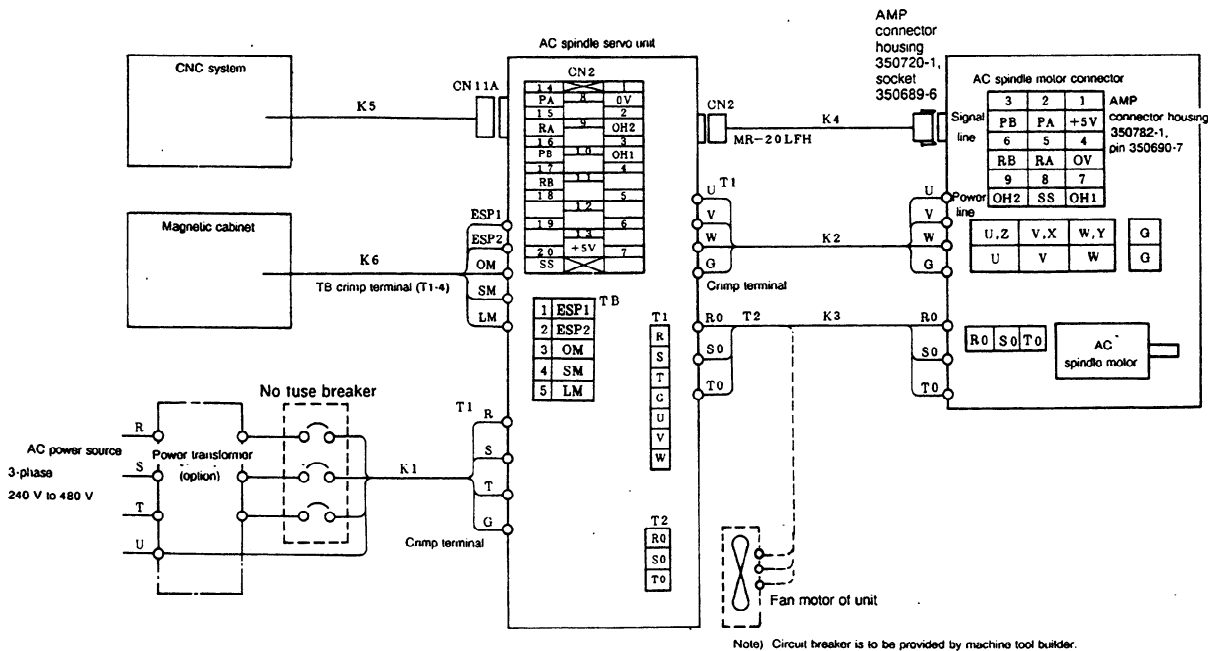 AMP
connector
housing
350720-1,
socket
350689-6
AC spindle servo unit
CNC system
K5
CN11A
CN2
14 1
PA 8 0V
15 2
RA 9 OH2
16 3
PB 10 OH1
17 4
RB 11
18 5
12
19 6
13
20 +5V 7
SS
CN2
K4
MR-20LFH
AC spindle motor connector
Signal
line
3 2 1
PB PA +5V
6 5 4
RB RA OV
9 8 7
OH2 SS OH1
AMP
connector housing
350782-1,
pin 350690-7
Magnetic cabinet
K6
TB crimp terminal (T1-4)
ESP1
ESP2
OM
SM
LM
U T1
V
W
G
K2
Crimp terminal
U
V
W
G
Power
line
U,Z V,X W,Y G
U V W G
TB
1 ESP1
2 ESP2
3 OM
4 SM
5 LM
T1
R
S
T
G
U
V
W
R0 T2
S0
T0
K3
R0
S0
T0
R0 S0 T0
AC
spindle motor
No fuse breaker
AC power source
3-phase
240 V to 480 V
R
S
T
U
Power transformer
(option)
K1
T1 R
S
T
G
Crimp terminal
T2
R0
S0
T0
Fan motor of unit
Note) Circuit breaker is to be provided by machine tool builder.